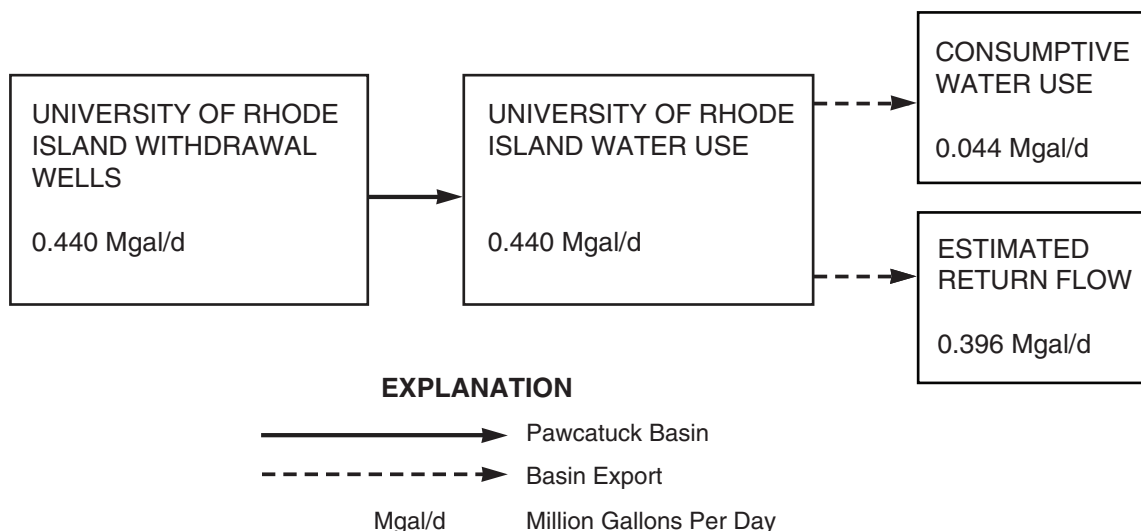 UNIVERSITY OF RHODE
ISLAND WITHDRAWAL
WELLS
0.440 Mgal/d
UNIVERSITY OF RHODE
ISLAND WATER USE
0.440 Mgal/d
CONSUMPTIVE
WATER USE
0.044 Mgal/d
ESTIMATED
RETURN FLOW
0.396 Mgal/d
EXPLANATION
Pawcatuck Basin
Basin Export
Mgal/d Million Gallons Per Day